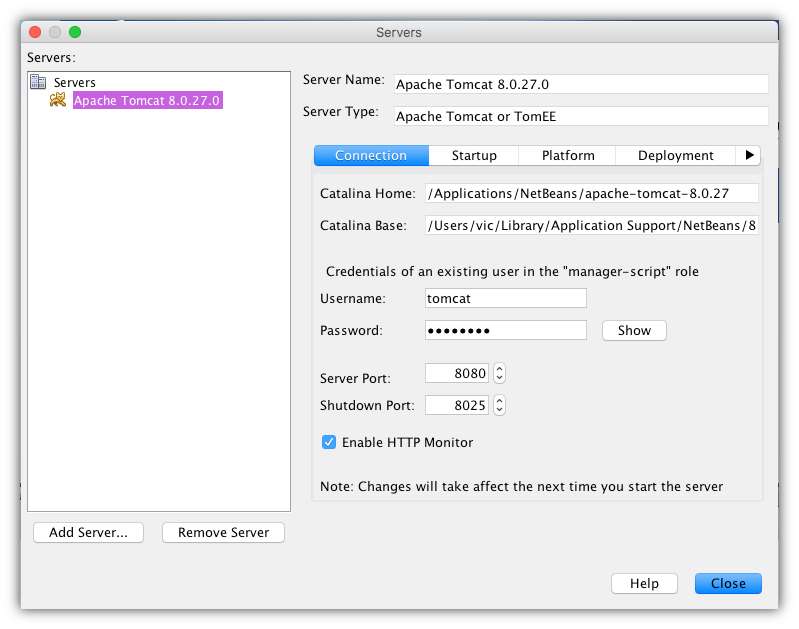 Servers
Servers:
Servers
Apache Tomcat 8.0.27.0
Server Name: Apache Tomcat 8.0.27.0
Server Type: Apache Tomcat or TomEE
Connection Startup Platform Deployment
Catalina Home: /Applications/NetBeans/apache-tomcat-8.0.27
Catalina Base: /Users/vic/Library/Application Support/NetBeans/8
Credentials of an existing user in the "manager-script" role
Username: tomcat
Password: ●●●●●●●● Show
Server Port: 8080
Shutdown Port: 8025
Enable HTTP Monitor
Note: Changes will take affect the next time you start the server
Add Server... Remove Server
Help Close